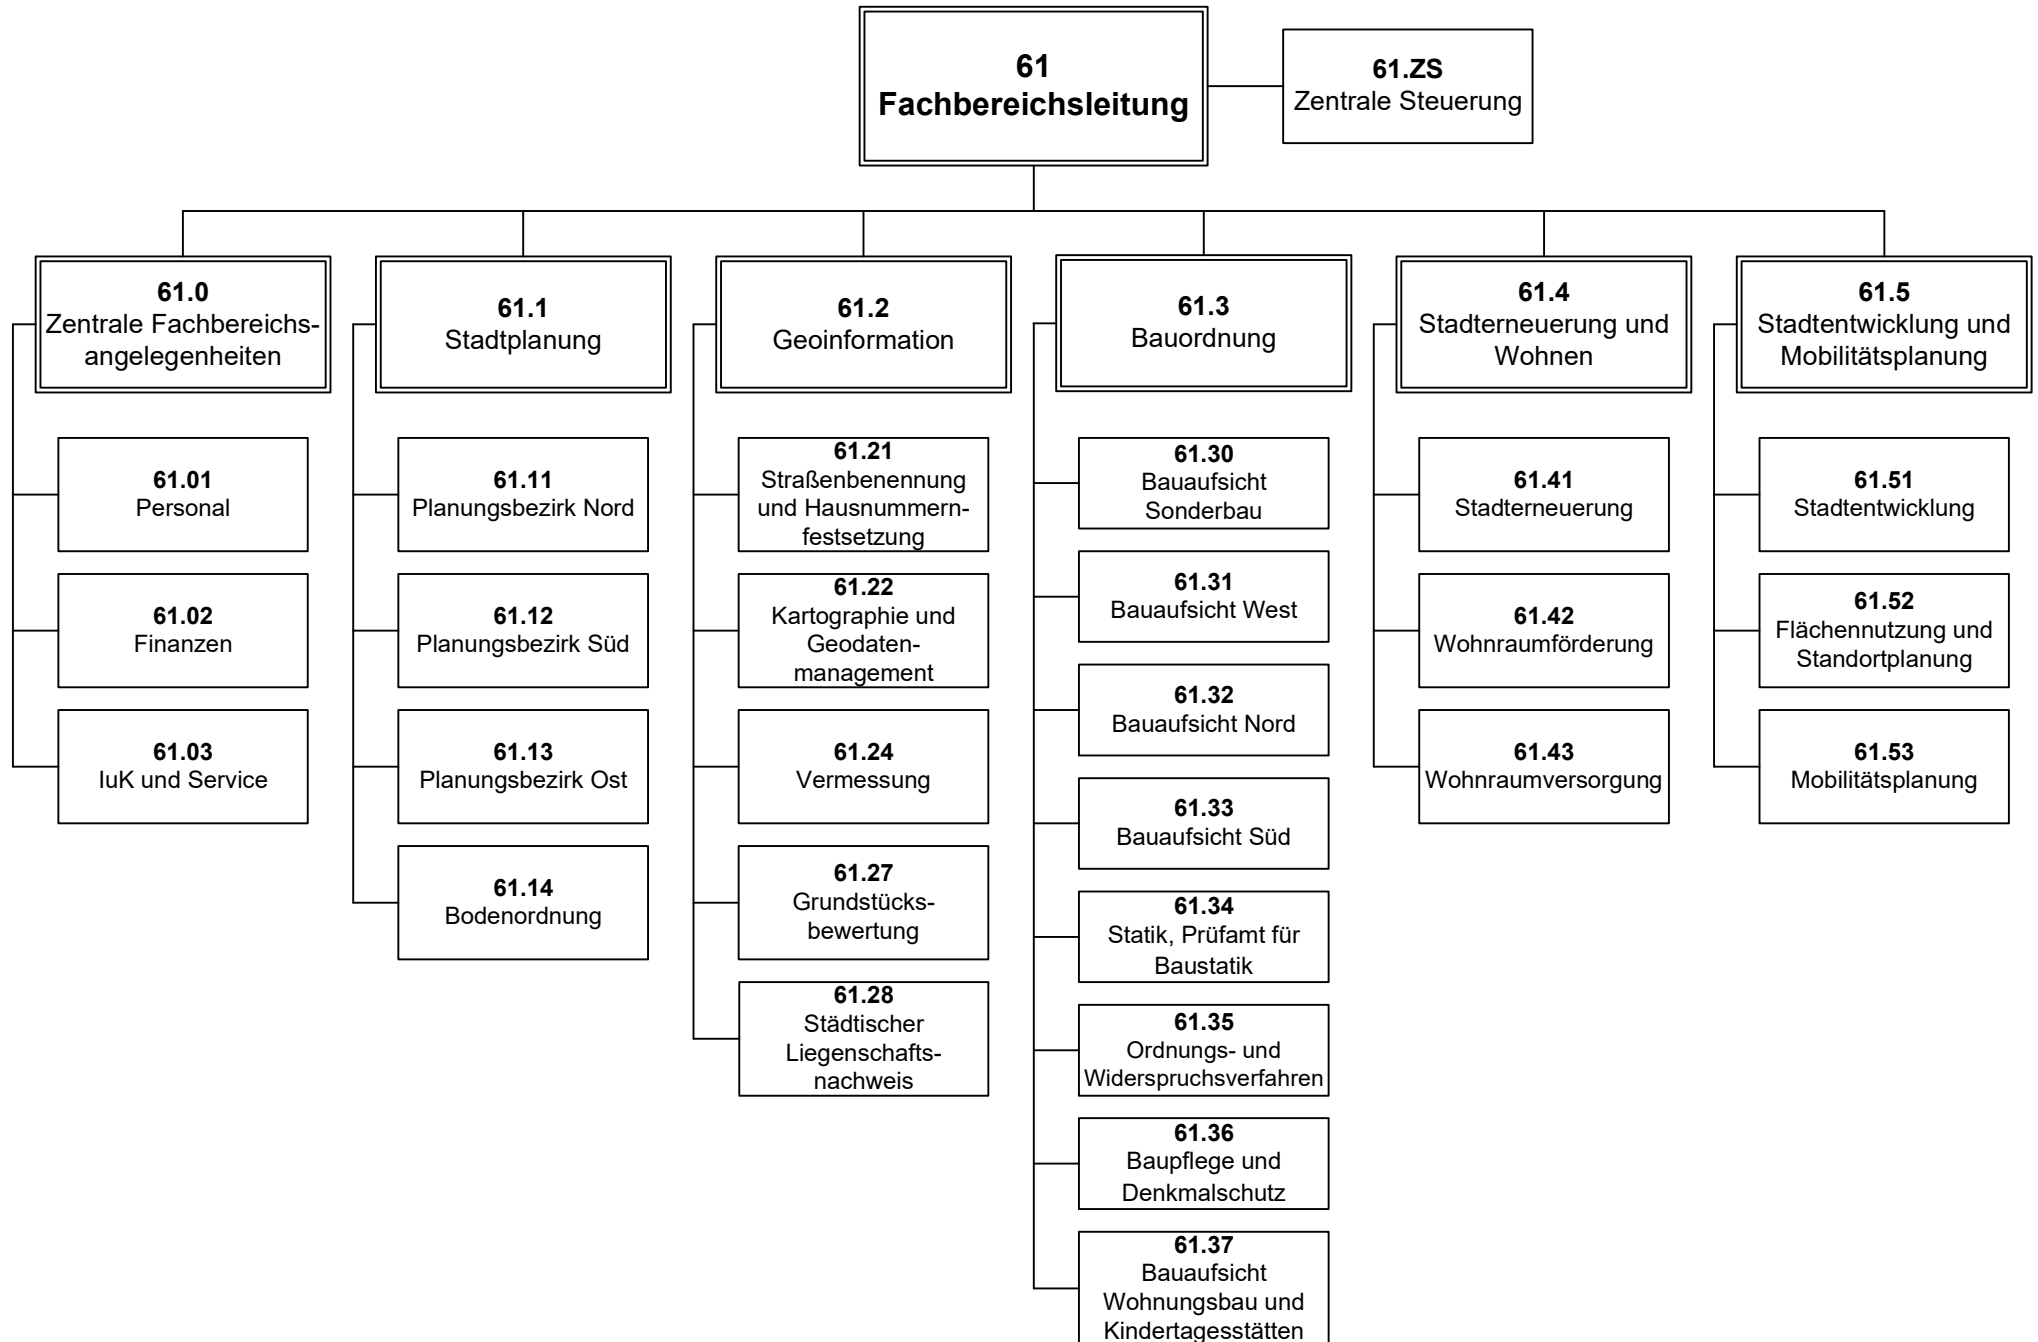 61
Fachbereichsleitung
61.ZS
Zentrale Steuerung
61.0
Zentrale Fachbereichs-
angelegenheiten
61.01
Personal
61.02
Finanzen
61.03
IuK und Service
61.1
Stadtplanung
61.11
Planungsbezirk Nord
61.12
Planungsbezirk Süd
61.13
Planungsbezirk Ost
61.14
Bodenordnung
61.2
Geoinformation
61.21
Straßenbenennung
und Hausnummern-
festsetzung
61.22
Kartographie und
Geodaten-
management
61.24
Vermessung
61.27
Grundstücks-
bewertung
61.28
Städtischer
Liegenschafts-
nachweis
61.3
Bauordnung
61.30
Bauaufsicht
Sonderbau
61.31
Bauaufsicht West
61.32
Bauaufsicht Nord
61.33
Bauaufsicht Süd
61.34
Statik, Prüfamt für
Baustatik
61.35
Ordnungs- und
Widerspruchsverfahren
61.36
Baupflege und
Denkmalschutz
61.37
Bauaufsicht
Wohnungsbau und
Kindertagesstätten
61.4
Stadterneuerung und
Wohnen
61.41
Stadterneuerung
61.42
Wohnraumförderung
61.43
Wohnraumversorgung
61.5
Stadtentwicklung und
Mobilitätsplanung
61.51
Stadtentwicklung
61.52
Flächennutzung und
Standortplanung
61.53
Mobilitätsplanung